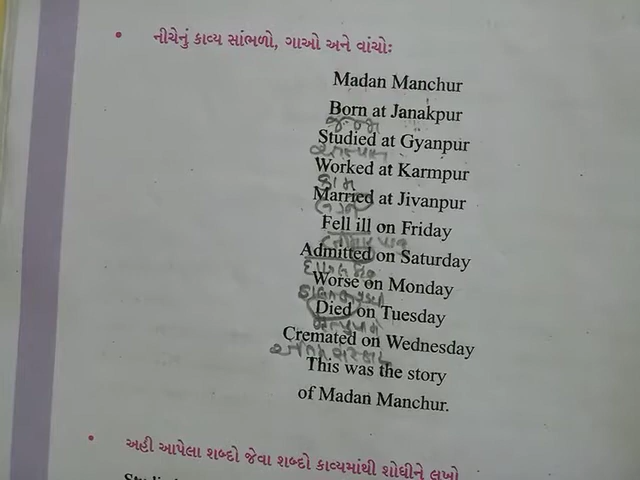 • નીચેનું કાવ્ય સાંભળો, ગાઓ અને વાંચોઃ
Madan Manchur
Born at Janakpur
જન્મ
Studied at Gyanpur
Worked at Karmpur
કામ
Married at Jivanpur
લગ્ન
Fell ill on Friday
Admitted on Saturday
Worse on Monday
Died on Tuesday
Cremated on Wednesday
This was the story
of Madan Manchur.
• અહી આપેલા શબ્દો જેવા શબ્દો કાવ્યમાંથી શોધીને લખો